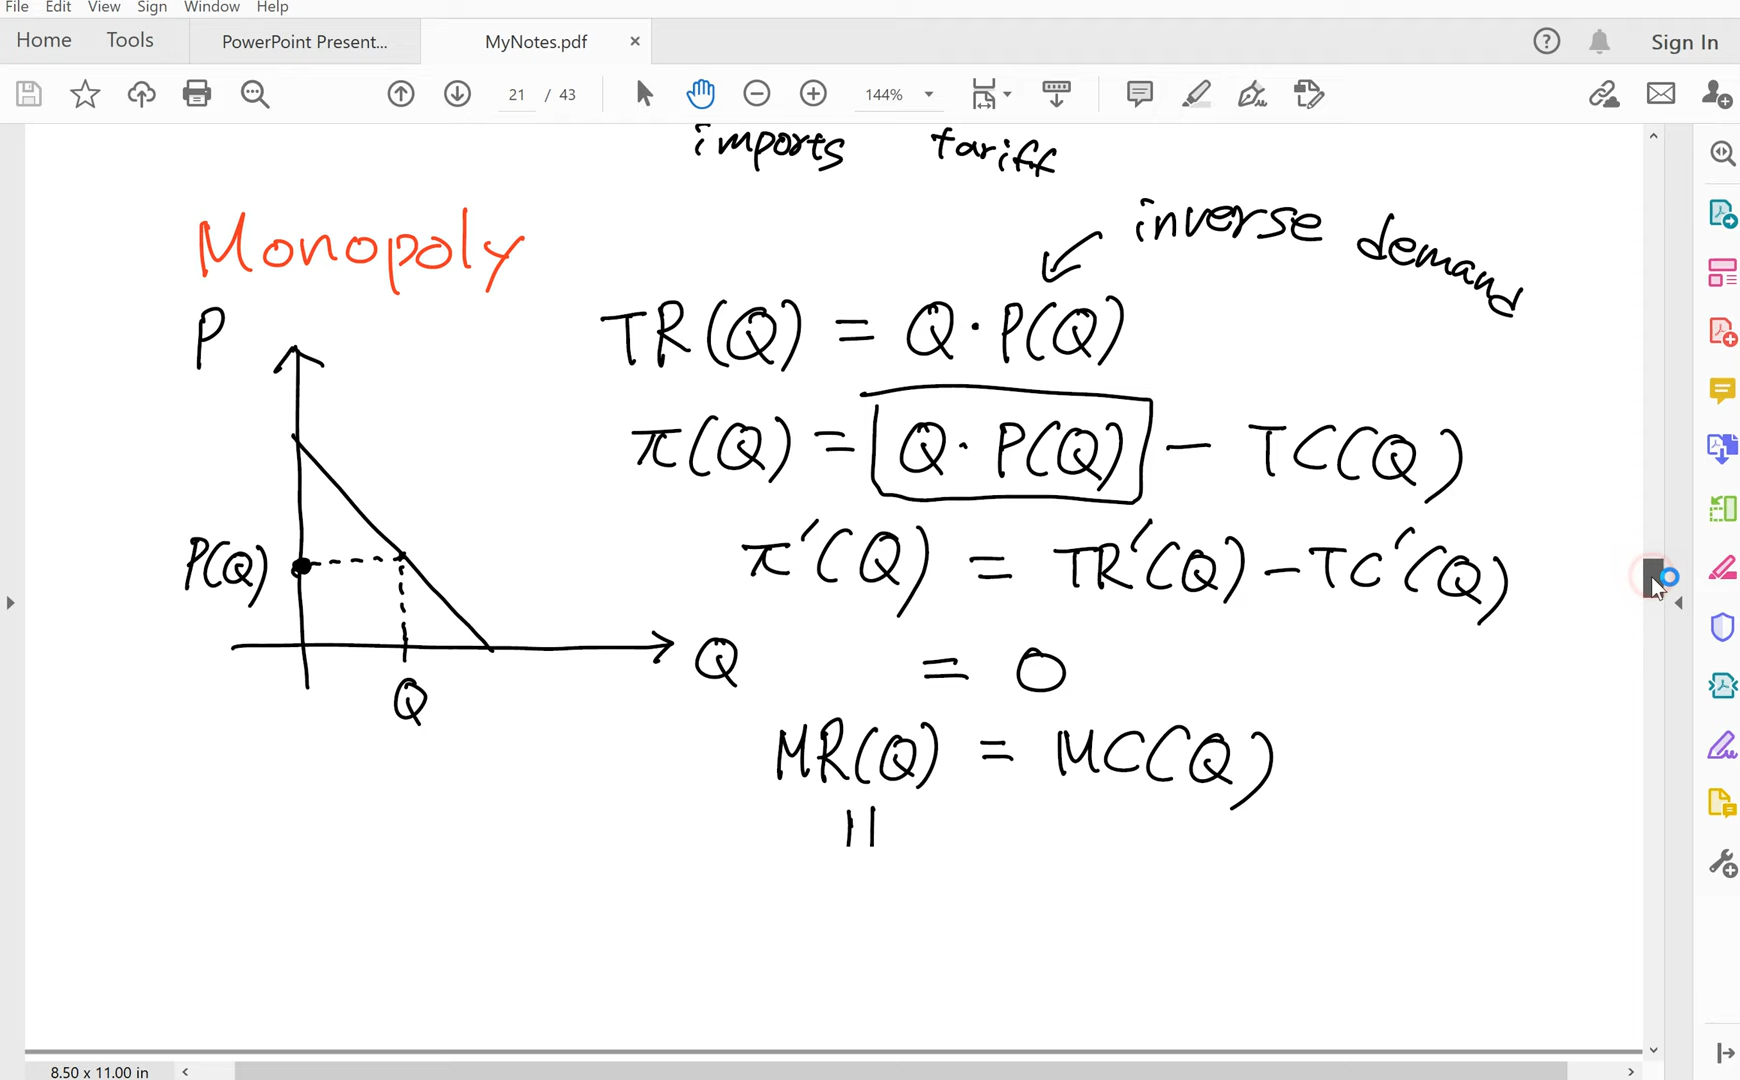 File Edit View Sign Window Help
Home Tools PowerPoint Present... MyNotes.pdf × Sign In
21 / 43 144%
imports tariff
Monopoly
inverse demand
P
TR(Q) = Q·P(Q)
π(Q) = Q·P(Q) − TC(Q)
P(Q)
π'(Q) = TR'(Q) − TC'(Q)
Q
= 0
Q
MR(Q) = MC(Q)
||
8.50 x 11.00 in